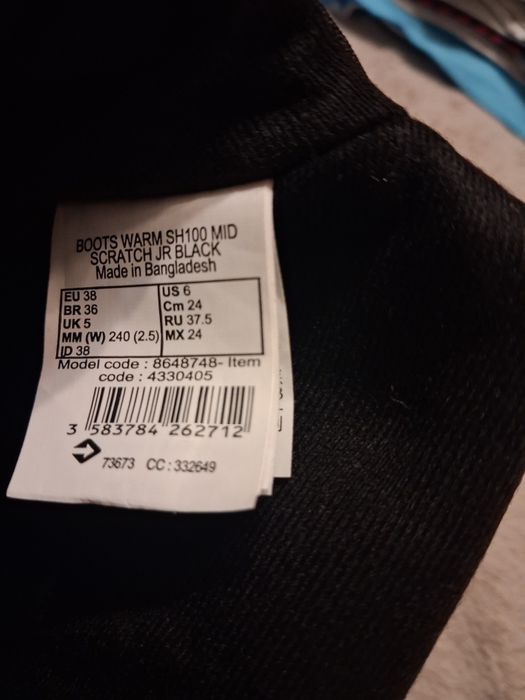 BOOTS WARM SH100 MID
SCRATCH JR BLACK
Made in Bangladesh
EU 38 US 6
BR 36 Cm 24
UK 5 RU 37.5
MM (W) 240 (2.5) MX 24
ID 38
Model code : 8648748- Item
code : 4330405
3 583784 262712
73673 CC : 332649